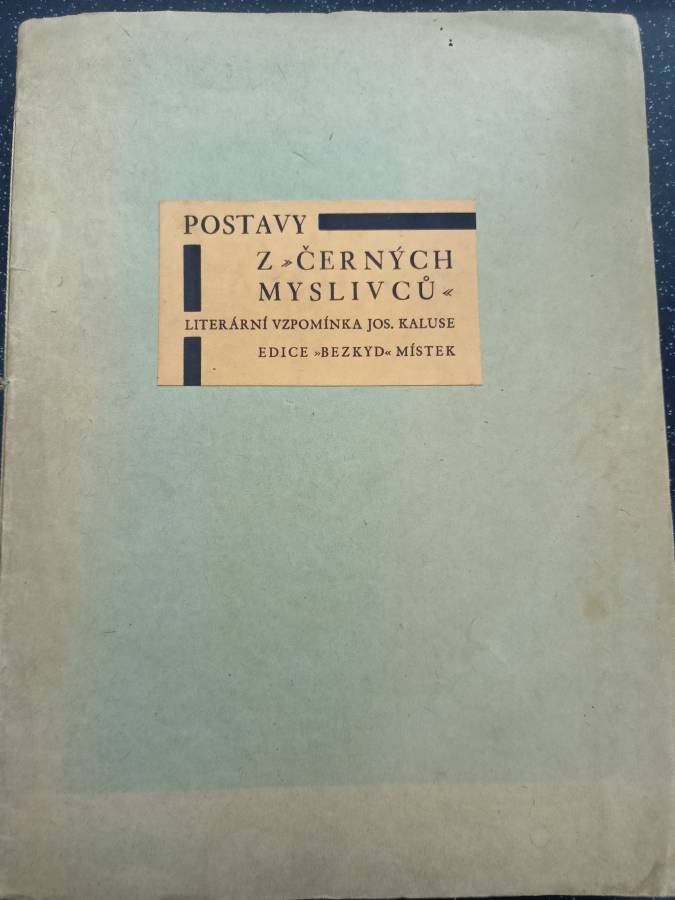 POSTAVY
Z »ČERNÝCH
MYSLIVCŮ«
LITERÁRNÍ VZPOMÍNKA JOS. KALUSE
EDICE »BEZKYD« MÍSTEK